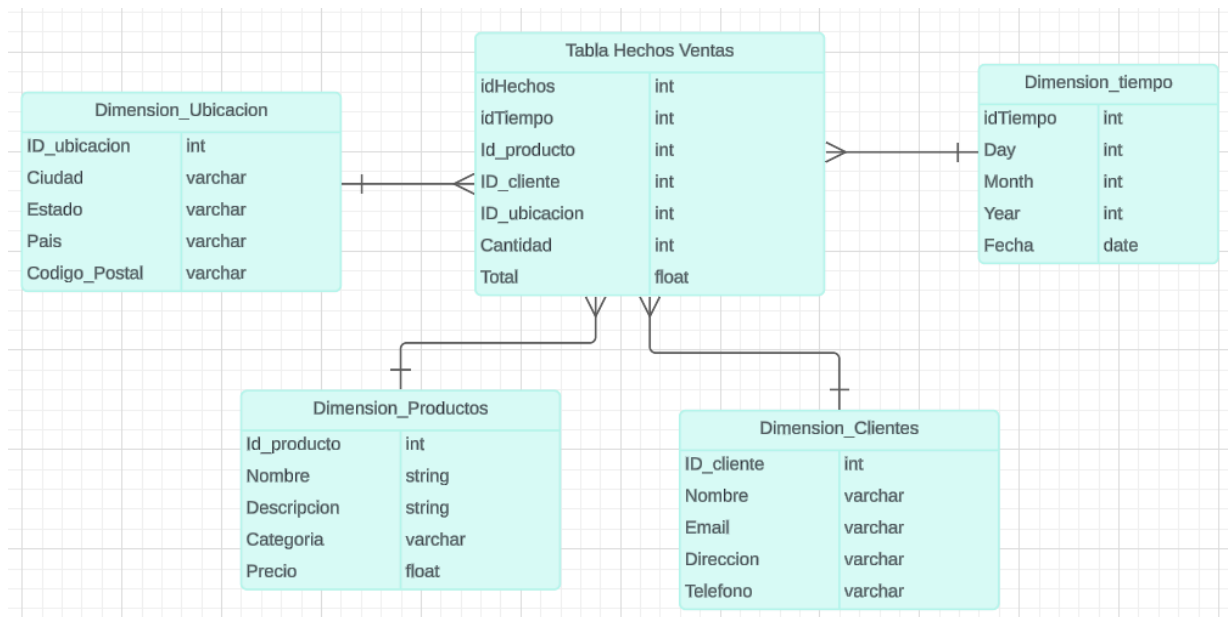 Tabla Hechos Ventas
idHechos int
idTiempo int
Id_producto int
ID_cliente int
ID_ubicacion int
Cantidad int
Total float
Dimension_Ubicacion
ID_ubicacion int
Ciudad varchar
Estado varchar
Pais varchar
Codigo_Postal varchar
Dimension_tiempo
idTiempo int
Day int
Month int
Year int
Fecha date
Dimension_Productos
Id_producto int
Nombre string
Descripcion string
Categoria varchar
Precio float
Dimension_Clientes
ID_cliente int
Nombre varchar
Email varchar
Direccion varchar
Telefono varchar